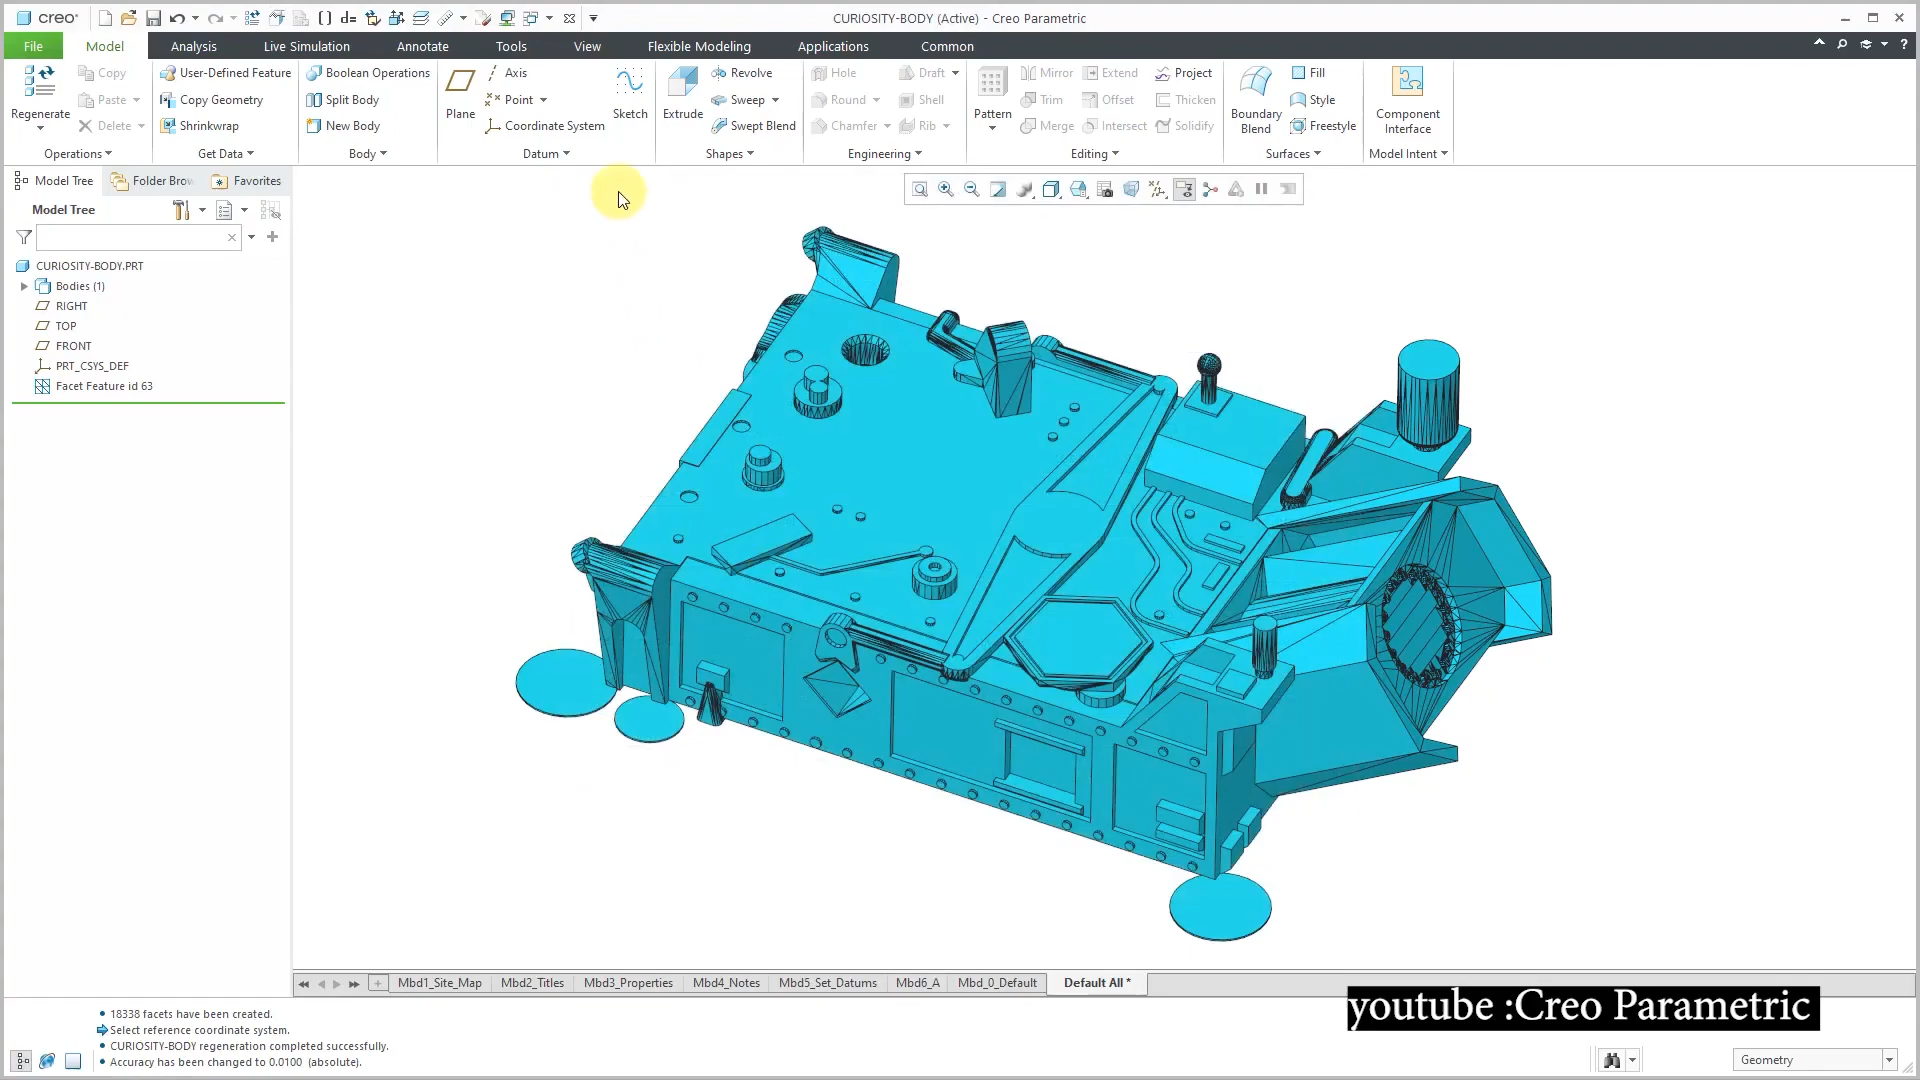 creo
CURIOSITY-BODY (Active) - Creo Parametric
File Model Analysis Live Simulation Annotate Tools View Flexible Modeling Applications Common
Regenerate
Copy
Paste
Delete
Operations
User-Defined Feature
Copy Geometry
Shrinkwrap
Get Data
Boolean Operations
Split Body
New Body
Body
Plane
Axis
Point
Coordinate System
Sketch
Datum
Extrude
Revolve
Sweep
Swept Blend
Shapes
Hole
Round
Chamfer
Draft
Shell
Rib
Engineering
Pattern
Mirror
Trim
Merge
Extend
Offset
Intersect
Project
Thicken
Solidify
Editing
Boundary
Blend
Fill
Style
Freestyle
Surfaces
Component
Interface
Model Intent
Model Tree Folder Brow Favorites
Model Tree
CURIOSITY-BODY.PRT
Bodies (1)
RIGHT
TOP
FRONT
PRT_CSYS_DEF
Facet Feature id 63
Mbd1_Site_Map Mbd2_Titles Mbd3_Properties Mbd4_Notes Mbd5_Set_Datums Mbd6_A Mbd_0_Default Default All *
18338 facets have been created.
Select reference coordinate system.
CURIOSITY-BODY regeneration completed successfully.
Accuracy has been changed to 0.0100 (absolute).
youtube :Creo Parametric
Geometry